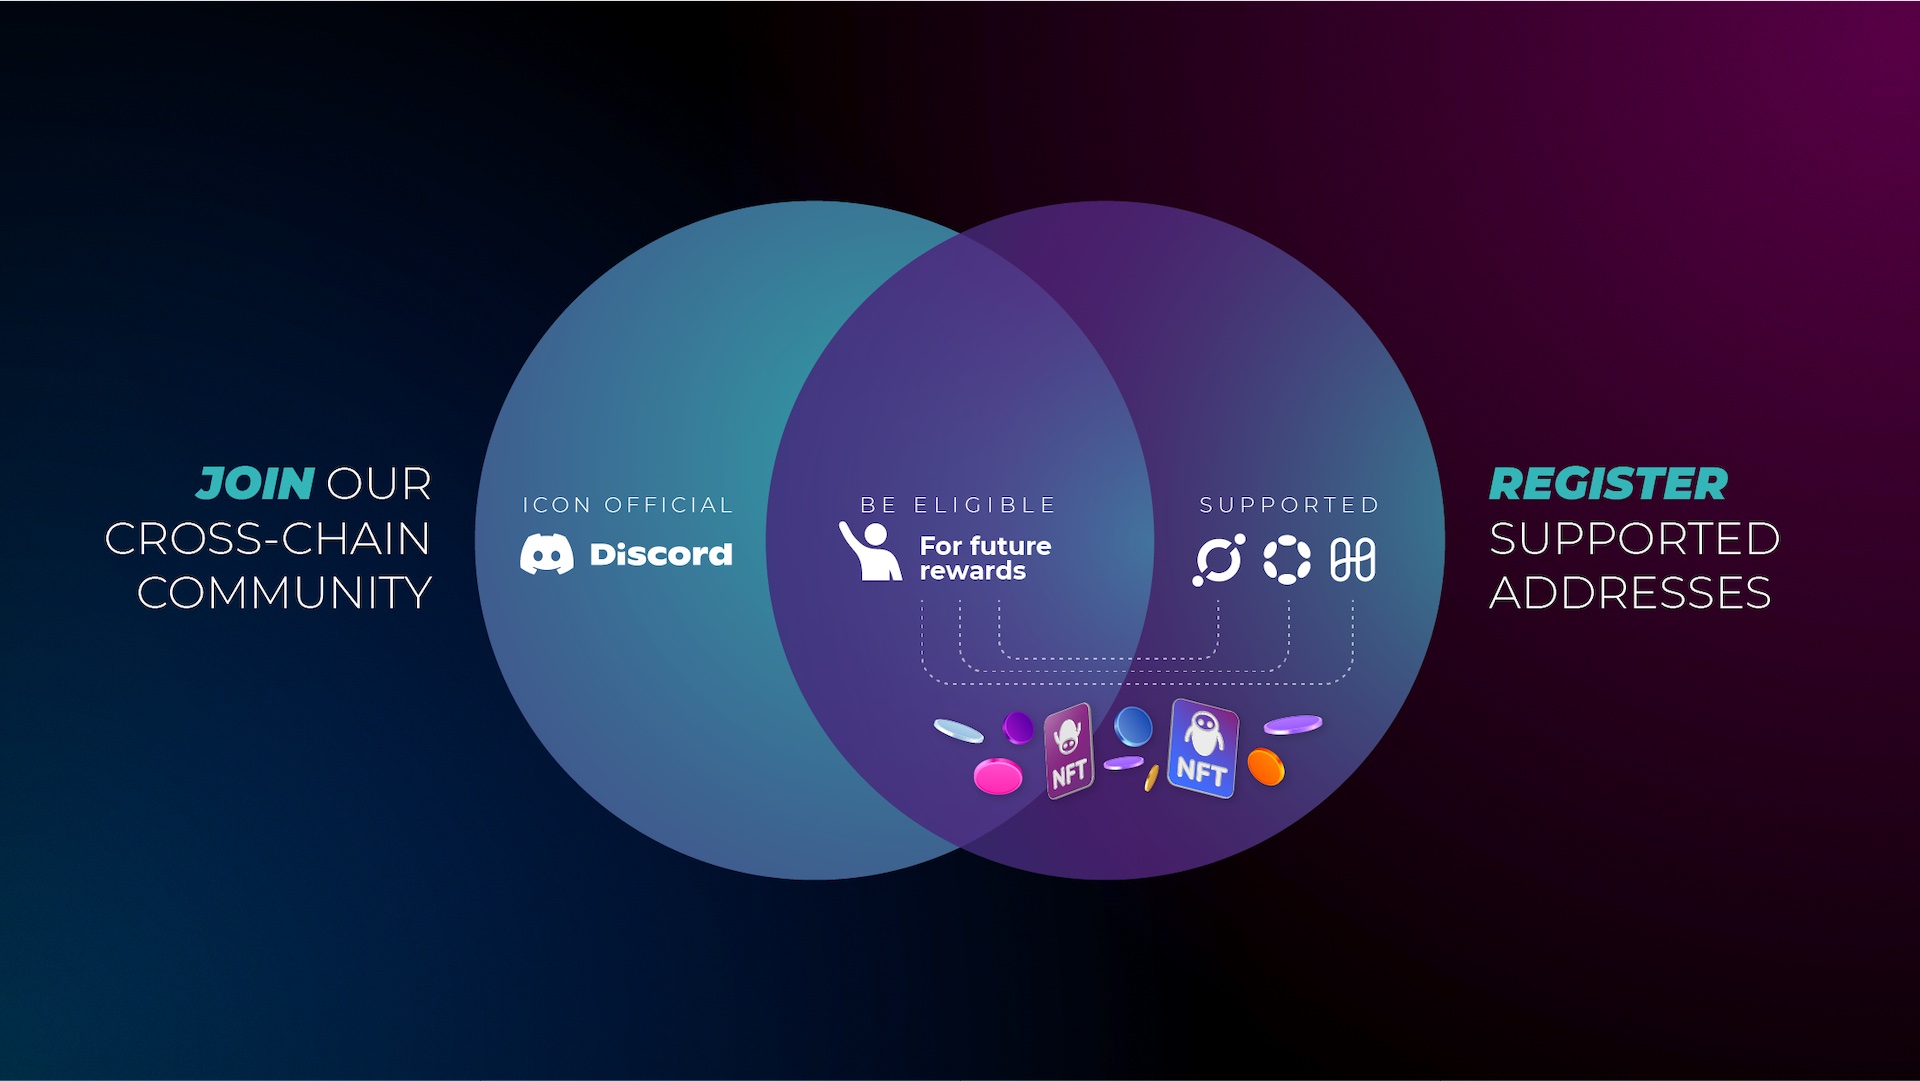 JOIN OUR
CROSS-CHAIN
COMMUNITY
ICON OFFICIAL
Discord
BE ELIGIBLE
For future
rewards
SUPPORTED
REGISTER
SUPPORTED
ADDRESSES
NFT
NFT